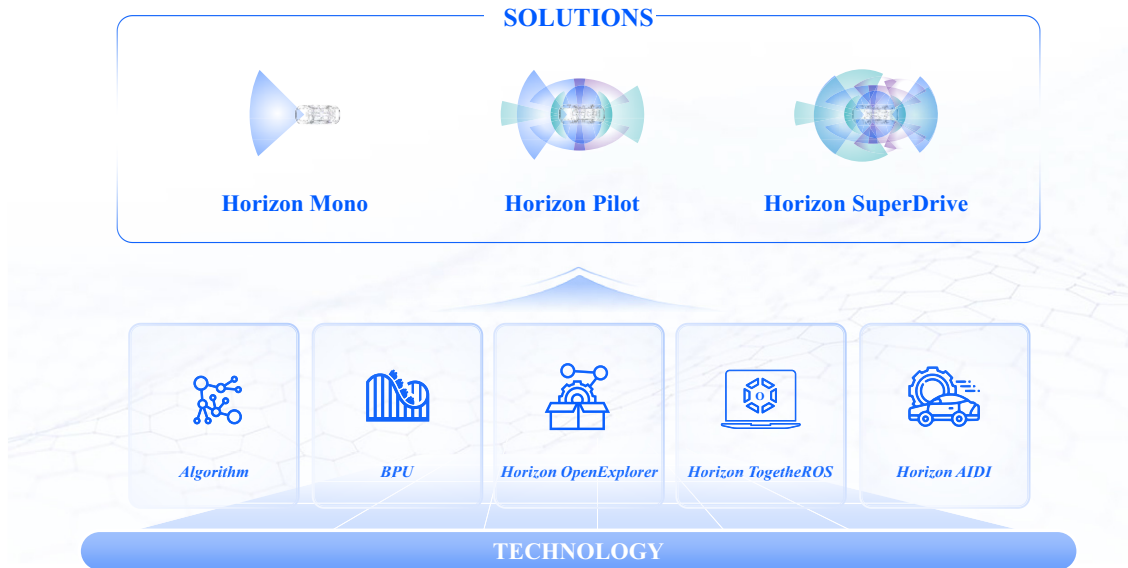 SOLUTIONS
Horizon Mono
Horizon Pilot
Horizon SuperDrive
Algorithm
BPU
Horizon OpenExplorer
Horizon TogetheROS
Horizon AIDI
TECHNOLOGY